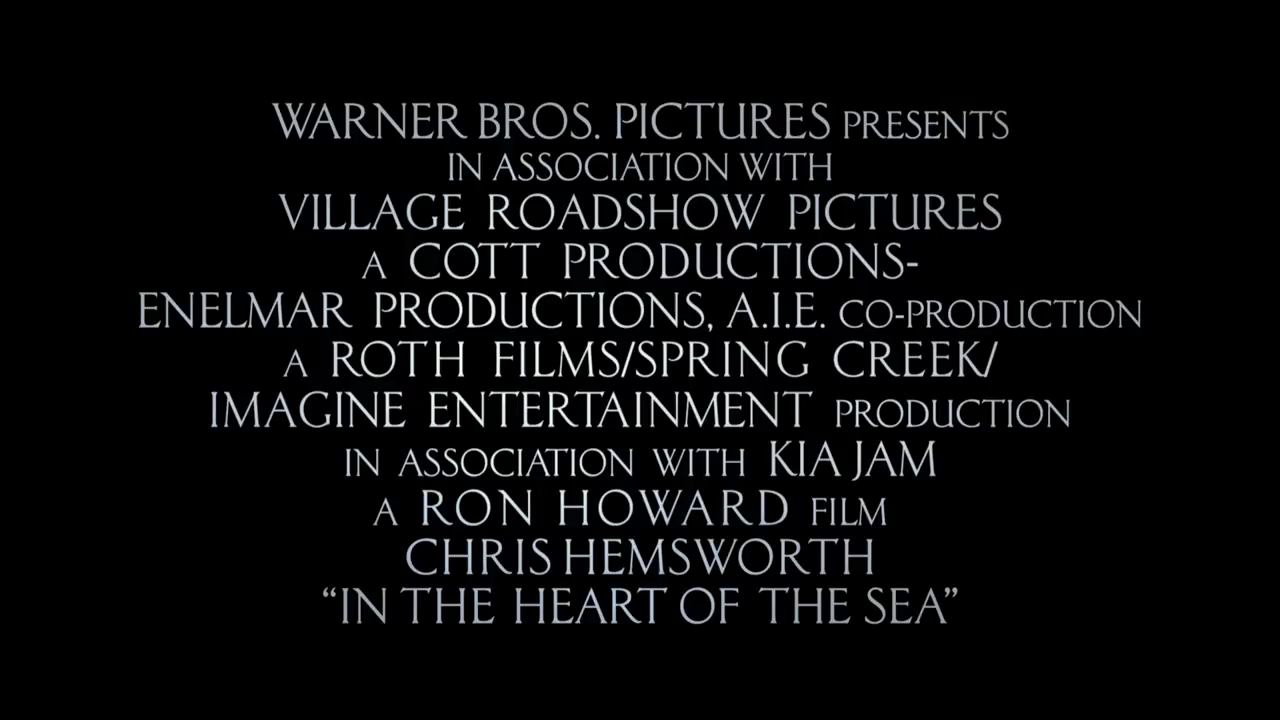 WARNER BROS. PICTURES PRESENTS
IN ASSOCIATION WITH
VILLAGE ROADSHOW PICTURES
A COTT PRODUCTIONS-
ENELMAR PRODUCTIONS, A.I.E. CO-PRODUCTION
A ROTH FILMS/SPRING CREEK/
IMAGINE ENTERTAINMENT PRODUCTION
IN ASSOCIATION WITH KIA JAM
A RON HOWARD FILM
CHRIS HEMSWORTH
“IN THE HEART OF THE SEA”